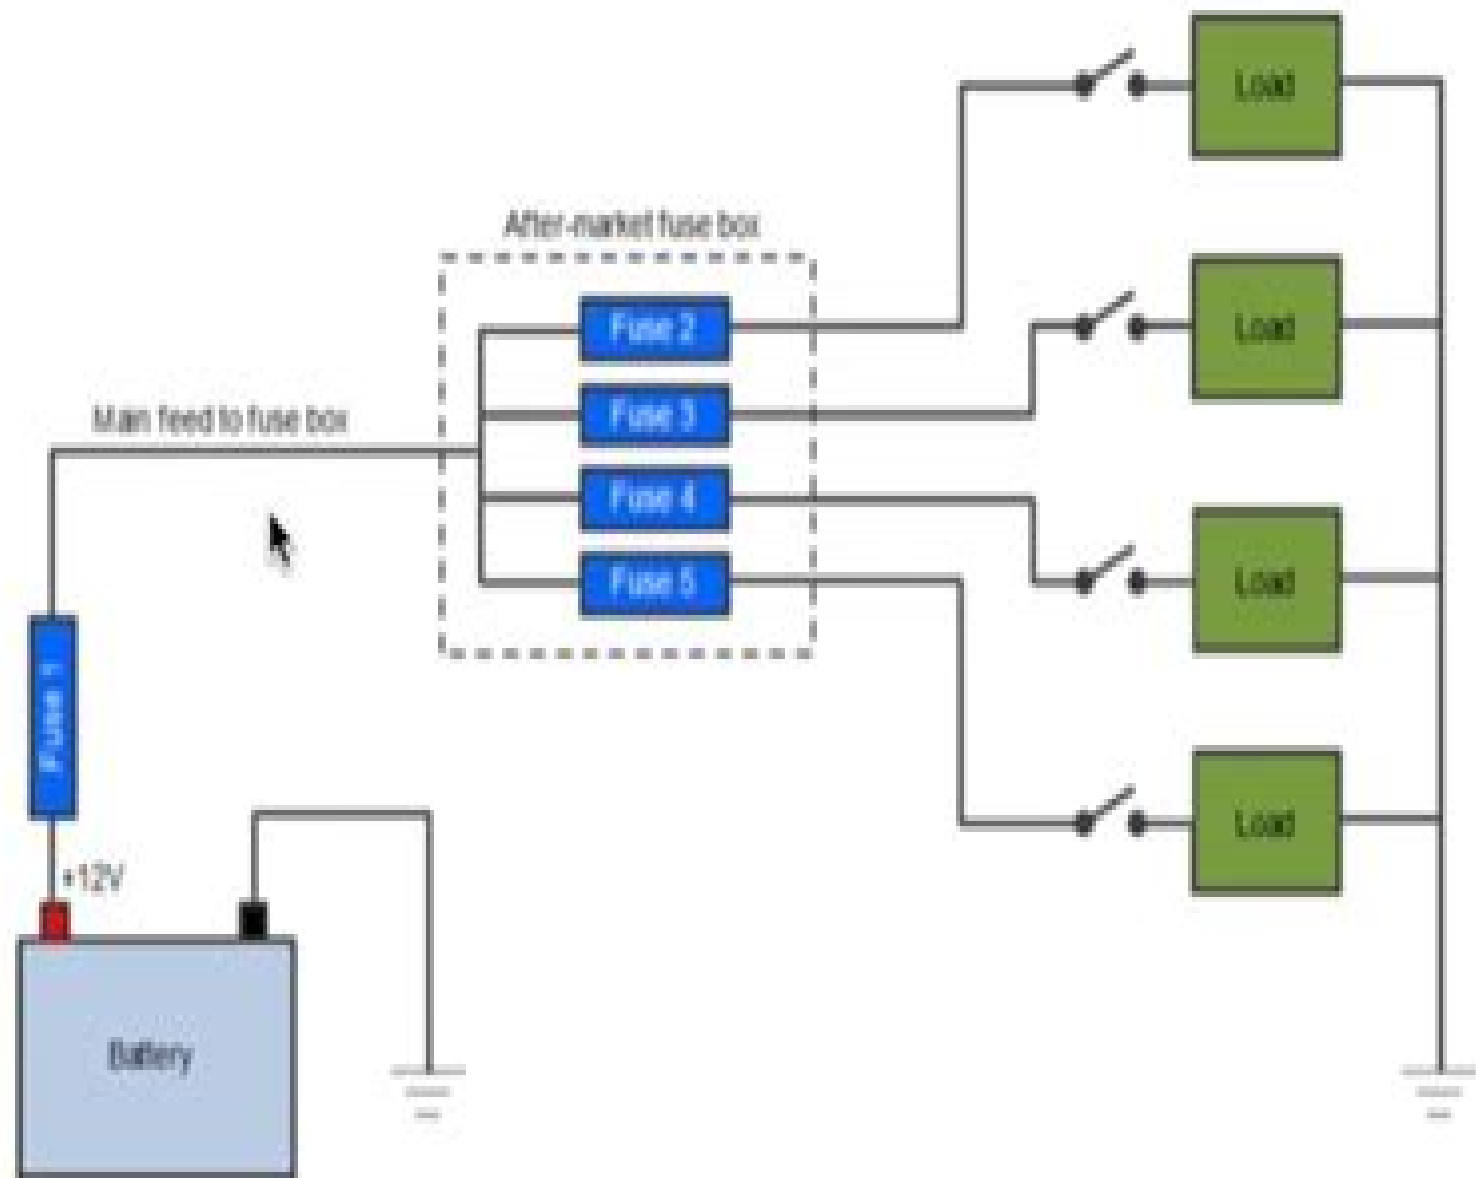 Load
After-market fuse box
Fuse 2
Load
Fuse 3
Main feed to fuse box
Fuse 4
Fuse 5
Load
Fuse 1
Load
+12V
Battery